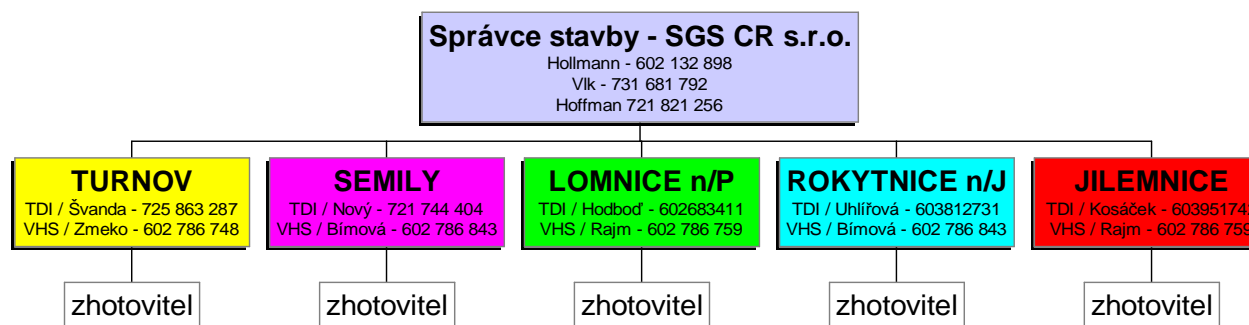 Správce stavby - SGS CR s.r.o.
Hollmann - 602 132 898
Vlk - 731 681 792
Hoffman 721 821 256
TURNOV
TDI / Švanda - 725 863 287
VHS / Zmeko - 602 786 748
SEMILY
TDI / Nový - 721 744 404
VHS / Bímová - 602 786 843
LOMNICE n/P
TDI / Hodboď - 602683411
VHS / Rajm - 602 786 759
ROKYTNICE n/J
TDI / Uhlířová - 603812731
VHS / Bímová - 602 786 843
JILEMNICE
TDI / Kosáček -
VHS / Rajm - 602 786 759
zhotovitel
zhotovitel
zhotovitel
zhotovitel
zhotovitel